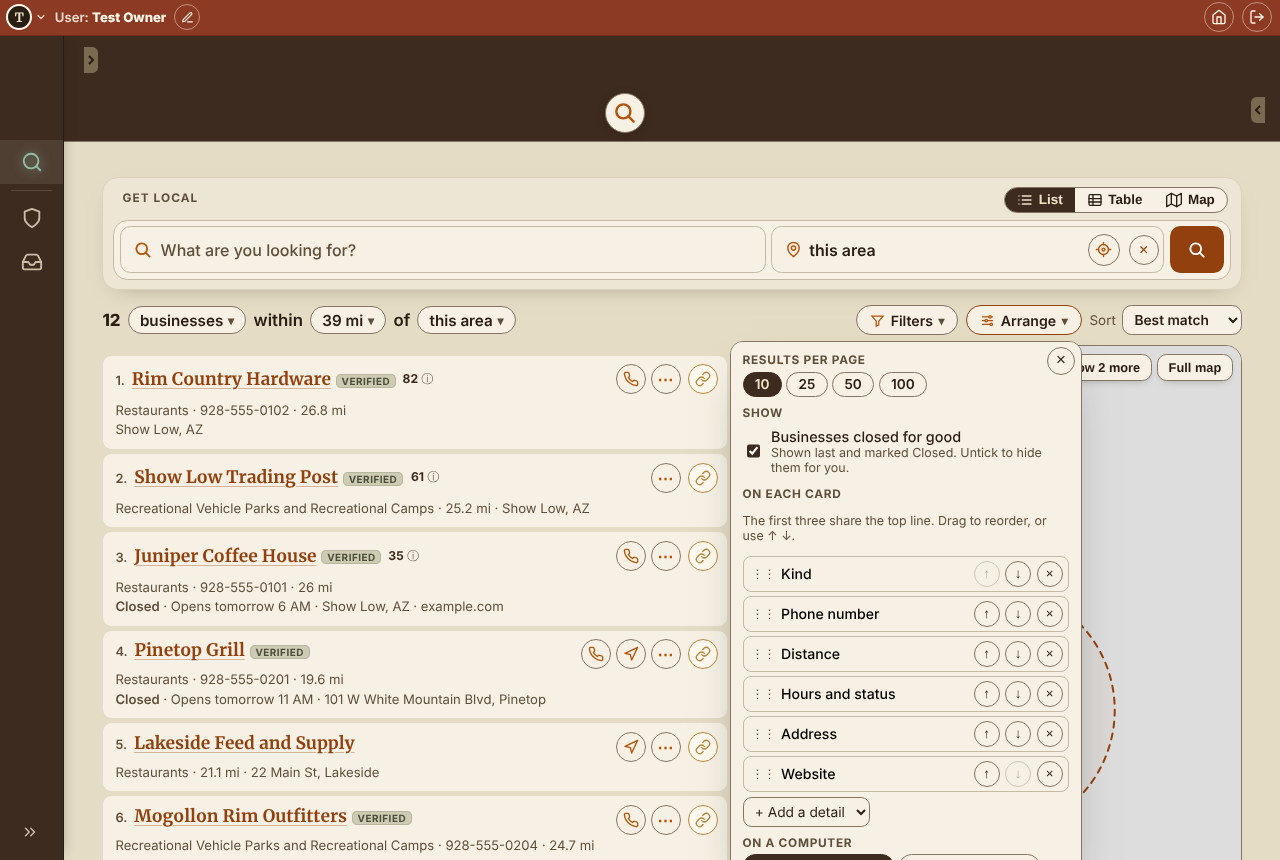 T User: Test Owner
GET LOCAL
List Table Map
What are you looking for?
this area
12 businesses ▾ within 39 mi ▾ of this area ▾
Filters ▾ Arrange ▾ Sort Best match
1. Rim Country Hardware VERIFIED 82 ⓘ
Restaurants · 928-555-0102 · 26.8 mi
Show Low, AZ
2. Show Low Trading Post VERIFIED 61 ⓘ
Recreational Vehicle Parks and Recreational Camps · 25.2 mi · Show Low, AZ
3. Juniper Coffee House VERIFIED 35 ⓘ
Restaurants · 928-555-0101 · 26 mi
Closed · Opens tomorrow 6 AM · Show Low, AZ · example.com
4. Pinetop Grill VERIFIED
Restaurants · 928-555-0201 · 19.6 mi
Closed · Opens tomorrow 11 AM · 101 W White Mountain Blvd, Pinetop
5. Lakeside Feed and Supply
Restaurants · 21.1 mi · 22 Main St, Lakeside
6. Mogollon Rim Outfitters VERIFIED
Recreational Vehicle Parks and Recreational Camps · 928-555-0204 · 24.7 mi
RESULTS PER PAGE
10 25 50 100
SHOW
Businesses closed for good
Shown last and marked Closed. Untick to hide
them for you.
ON EACH CARD
The first three share the top line. Drag to reorder, or
use ↑ ↓.
Kind ↑ ↓ ×
Phone number ↑ ↓ ×
Distance ↑ ↓ ×
Hours and status ↑ ↓ ×
Address ↑ ↓ ×
Website ↑ ↓ ×
+ Add a detail
ON A COMPUTER
2 more
Full map